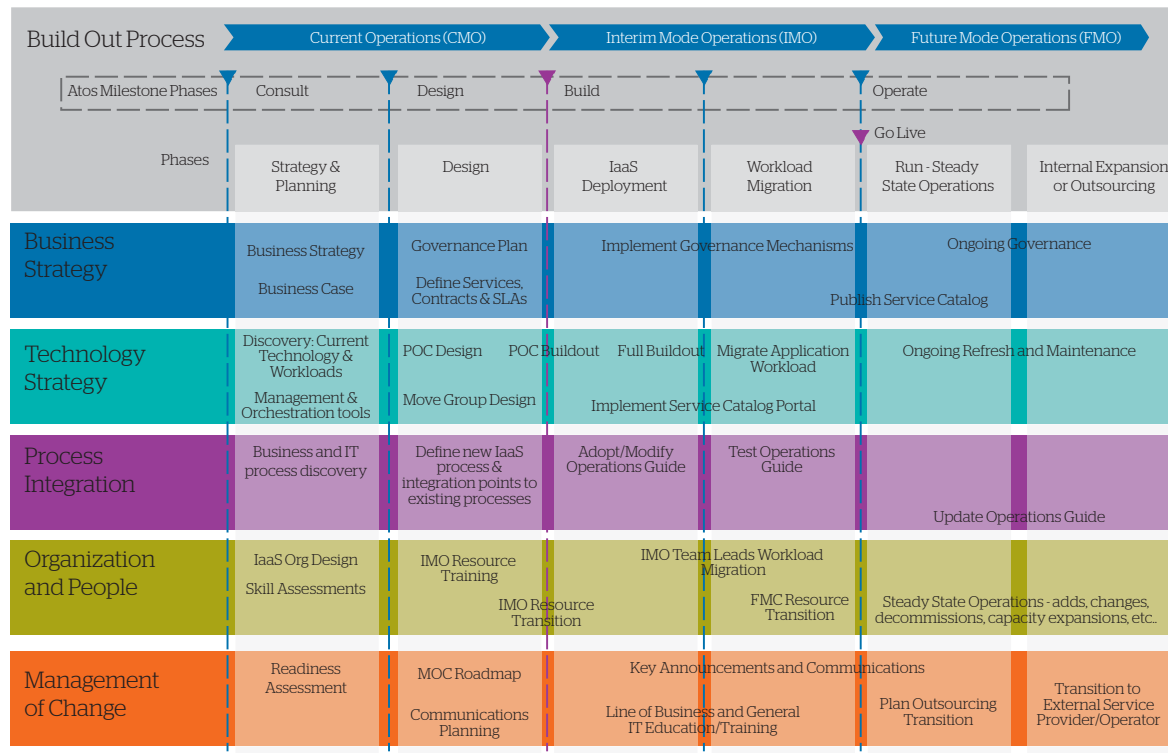 Build Out Process
Current Operations (CMO)
Interim Mode Operations (IMO)
Future Mode Operations (FMO)
Atos Milestone Phases
Consult
Design
Build
Operate
Go Live
Phases
Strategy &
Planning
Design
IaaS
Deployment
Workload
Migration
Run - Steady
State Operations
Internal Expansion
or Outsourcing
Business
Strategy
Business Strategy
Business Case
Governance Plan
Define Services,
Contracts & SLAs
Implement Governance Mechanisms
Ongoing Governance
Publish Service Catalog
Technology
Strategy
Discovery: Current
Technology &
Workloads
Management &
Orchestration tools
POC Design
Move Group Design
POC Buildout
Full Buildout
Implement Service Catalog Portal
Migrate Application
Workload
Ongoing Refresh and Maintenance
Process
Integration
Business and IT
process discovery
Define new IaaS
process &
integration points to
existing processes
Adopt/Modify
Operations Guide
Test Operations
Guide
Update Operations Guide
Organization
and People
IaaS Org Design
Skill Assessments
IMO Resource
Training
IMO Resource
Transition
IMO Team Leads Workload
Migration
FMC Resource
Transition
Steady State Operations - adds, changes,
decommissions, capacity expansions, etc..
Management
of Change
Readiness
Assessment
MOC Roadmap
Communications
Planning
Key Announcements and Communications
Line of Business and General
IT Education/Training
Plan Outsourcing
Transition
Transition to
External Service
Provider/Operator